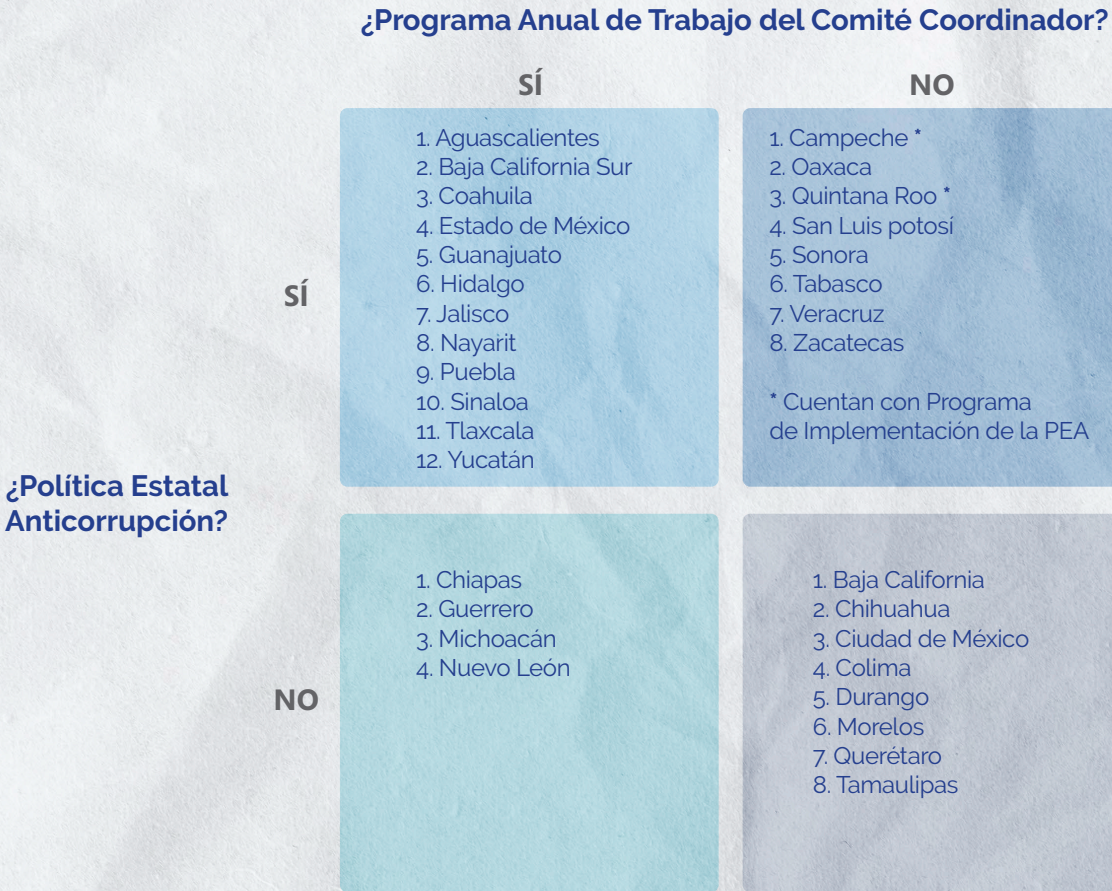 ¿Programa Anual de Trabajo del Comité Coordinador?
SÍ
NO
SÍ
1. Aguascalientes
2. Baja California Sur
3. Coahuila
4. Estado de México
5. Guanajuato
6. Hidalgo
7. Jalisco
8. Nayarit
9. Puebla
10. Sinaloa
11. Tlaxcala
12. Yucatán
1. Campeche *
2. Oaxaca
3. Quintana Roo *
4. San Luis potosí
5. Sonora
6. Tabasco
7. Veracruz
8. Zacatecas
* Cuentan con Programa
de Implementación de la PEA
¿Política Estatal
Anticorrupción?
NO
1. Chiapas
2. Guerrero
3. Michoacán
4. Nuevo León
1. Baja California
2. Chihuahua
3. Ciudad de México
4. Colima
5. Durango
6. Morelos
7. Querétaro
8. Tamaulipas